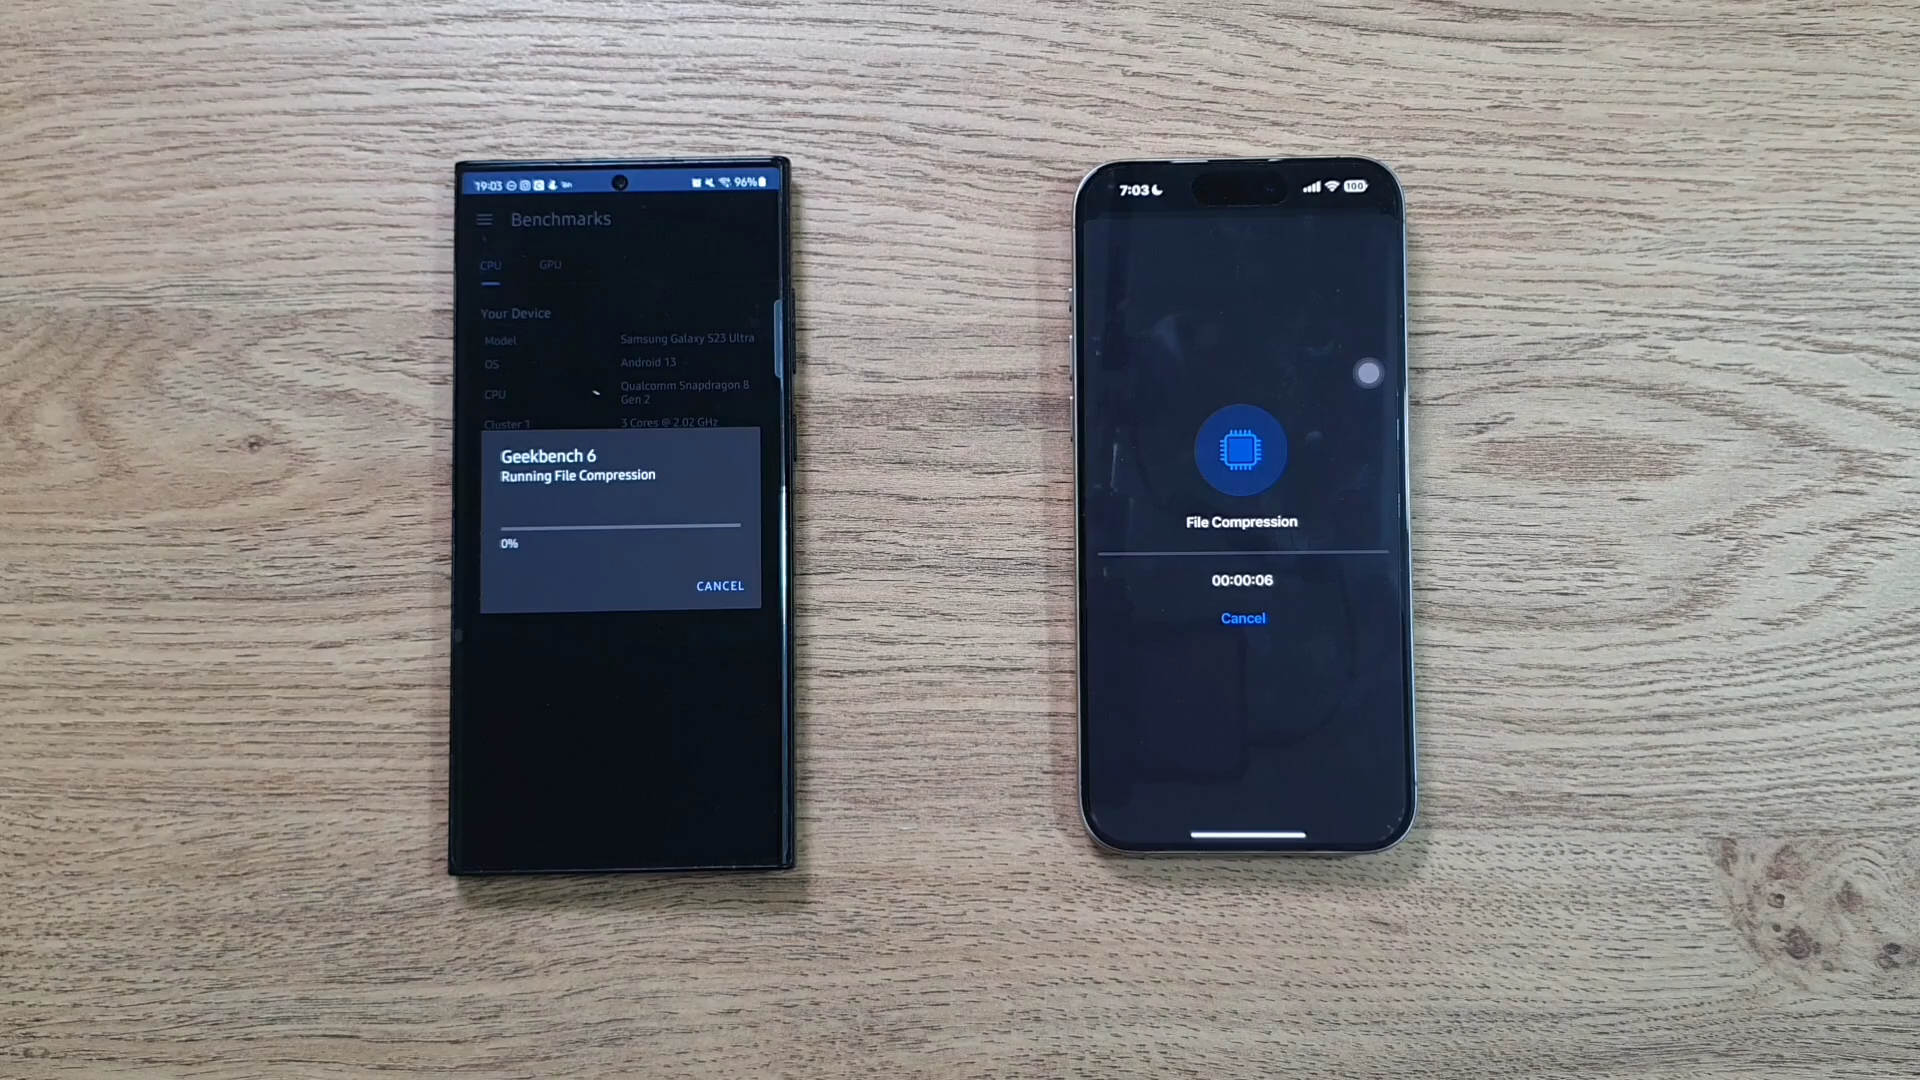 19:03
96%
Benchmarks
CPU
GPU
Your Device
Model
Samsung Galaxy S23 Ultra
OS
Android 13
CPU
Qualcomm Snapdragon 8
Gen 2
Cluster 1
3 Cores @ 2.02 GHz
Geekbench 6
Running File Compression
0%
CANCEL
7:03
100
File Compression
00:00:06
Cancel